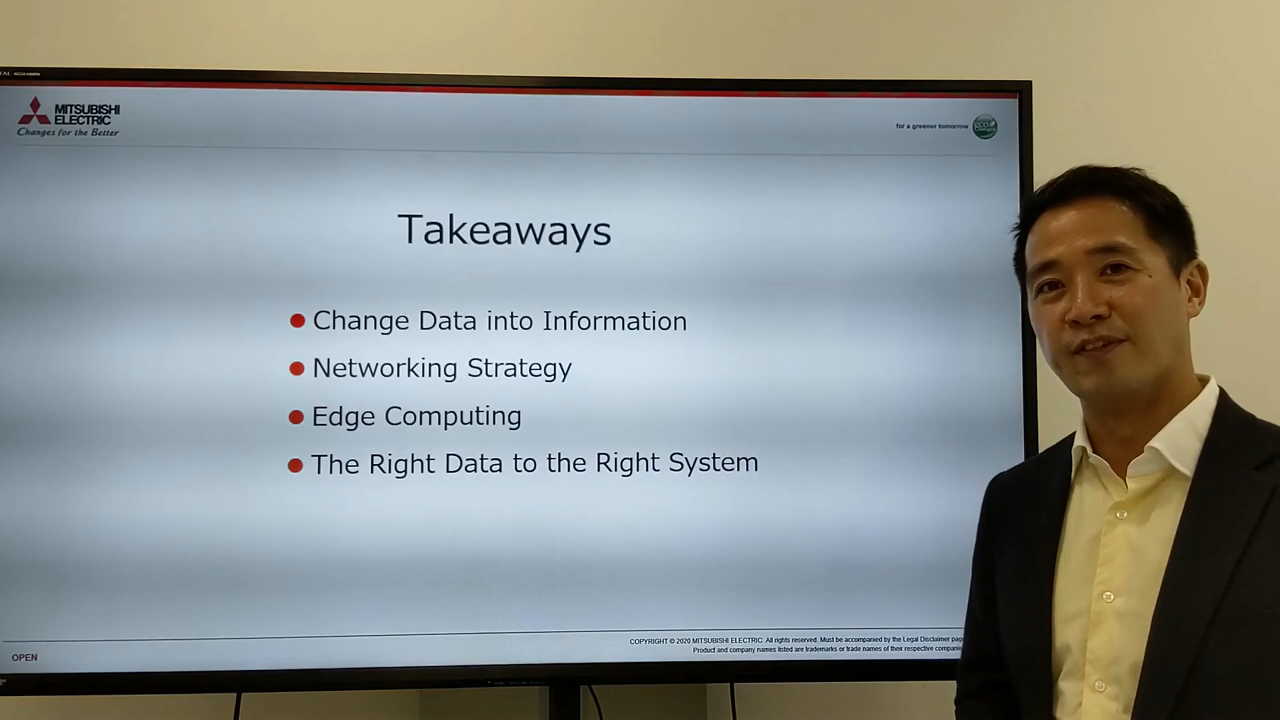 MITSUBISHI
ELECTRIC
Changes for the Better
for a greener tomorrow
eco
Takeaways
Change Data into Information
Networking Strategy
Edge Computing
The Right Data to the Right System
COPYRIGHT © 2020 MITSUBISHI ELECTRIC. All rights reserved. Must be accompanied by the Legal Disclaimer
Product and company names listed are trademarks or trade names of their respective
OPEN